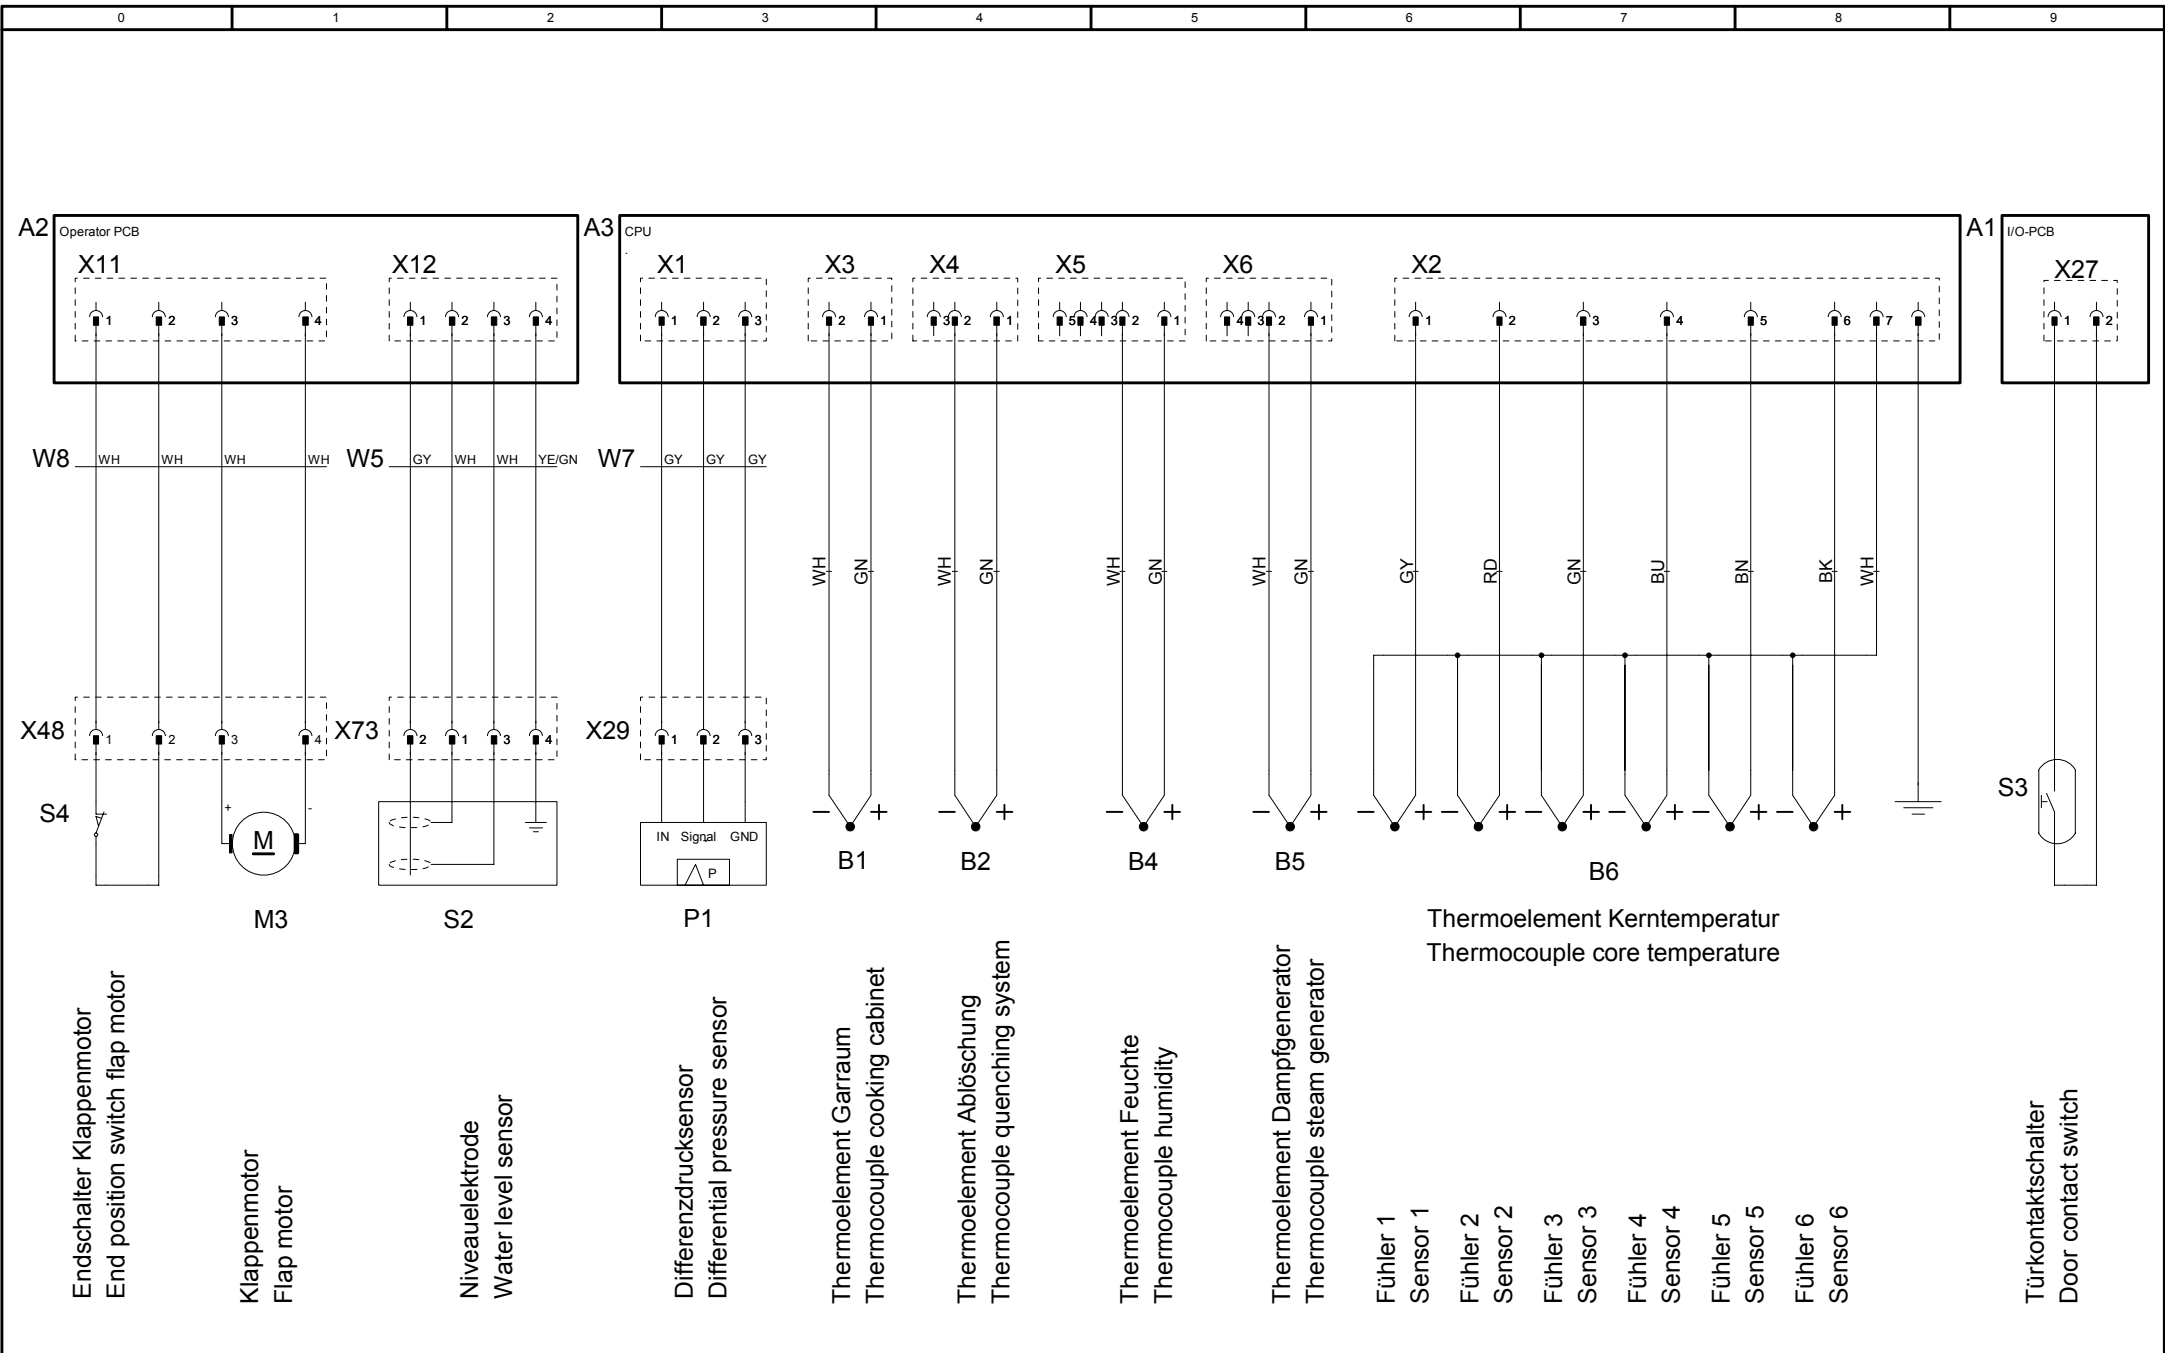 0 1 2 3 4 5 6 7 8 9
A2 Operator PCB A3 CPU A1 I/O-PCB
X11 X12 X1 X3 X4 X5 X6 X2 X27
1 2 3 4 1 2 3 4 1 2 3 2 1 3 2 1 5 4 3 2 1 4 3 2 1 1 2 3 4 5 6 7 1 2
W8 WH WH WH WH W5 GY WH WH YE/GN W7 GY GY GY
WH GN WH GN WH GN WH GN GY RD GN BU BN BK WH
X48 1 2 3 4 X73 2 1 3 4 X29 1 2 3
S4 + - S3
M IN Signal GND
P
− + − + − + − + − + − + − + − + − + − +
B1 B2 B4 B5 B6
M3 S2 P1
Thermoelement Kerntemperatur
Thermocouple core temperature
Endschalter Klappenmotor
End position switch flap motor
Klappenmotor
Flap motor
Niveauelektrode
Water level sensor
Differenzdrucksensor
Differential pressure sensor
Thermoelement Garraum
Thermocouple cooking cabinet
Thermoelement Ablöschung
Thermocouple quenching system
Thermoelement Feuchte
Thermocouple humidity
Thermoelement Dampfgenerator
Thermocouple steam generator
Fühler 1
Sensor 1
Fühler 2
Sensor 2
Fühler 3
Sensor 3
Fühler 4
Sensor 4
Fühler 5
Sensor 5
Fühler 6
Sensor 6
Türkontaktschalter
Door contact switch